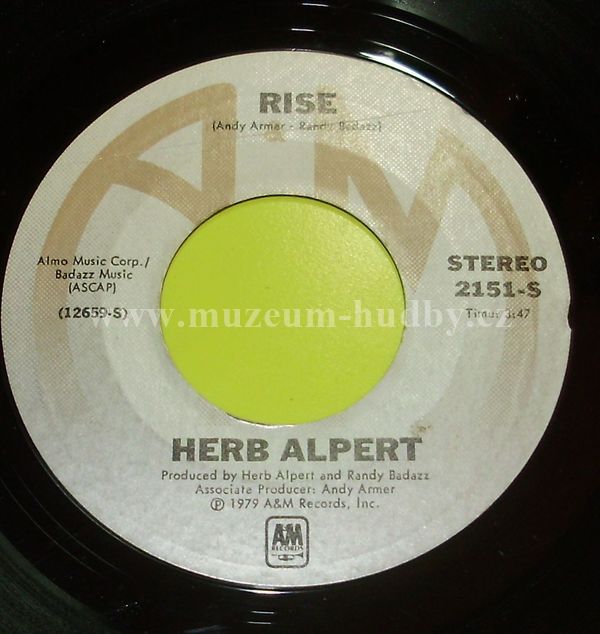 RISE
(Andy Armer - Randy Badazz)
A&M
Almo Music Corp./
Badazz Music
(ASCAP)
(12659-S)
STEREO
2151-S
Time: 3:47
www.muzeum-hudby.cz
HERB ALPERT
Produced by Herb Alpert and Randy Badazz
Associate Producer: Andy Armer
℗ 1979 A&M Records, Inc.
A&M
RECORDS